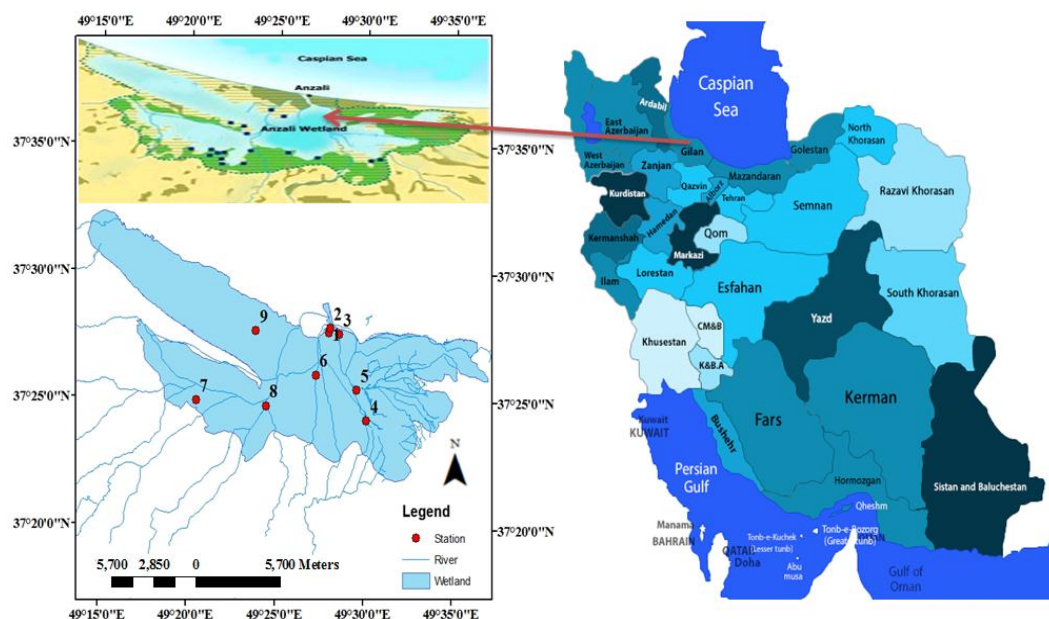 49°15'0"E 49°20'0"E 49°25'0"E 49°30'0"E 49°35'0"E
Caspian Sea
Anzali
Anzali Wetland
37°35'0"N
37°35'0"N
37°30'0"N
37°30'0"N
37°25'0"N
37°25'0"N
37°20'0"N
37°20'0"N
9
2
3
1
6
7
8
5
4
N
Legend
Station
River
Wetland
5,700 2,850 0 5,700 Meters
49°15'0"E 49°20'0"E 49°25'0"E 49°30'0"E 49°35'0"E
Caspian
Sea
Ardabil
East
Azerbaijan
West
Azerbaijan
Gilan
Zanjan
Kurdistan
Qazvin
Alborz
Tehran
Mazandaran
Golestan
North
Khorasan
Razavi Khorasan
Semnan
Hamedan
Qom
Markazi
Kermanshah
Ilam
Lorestan
Esfahan
South Khorasan
Yazd
Khusestan
CM&B
K&B.A
Kerman
Fars
Bushehr
Kuwait
KUWAIT
Persian
Gulf
Hormozgan
Sistan and Baluchestan
Qheshm
Manama
BAHRAIN
Tonb-e-Kuchek
(Lesser tunb)
Tonb-e-Bozorg
(Greater tunb)
QATAR
Doha
Abu
musa
Gulf of
Oman